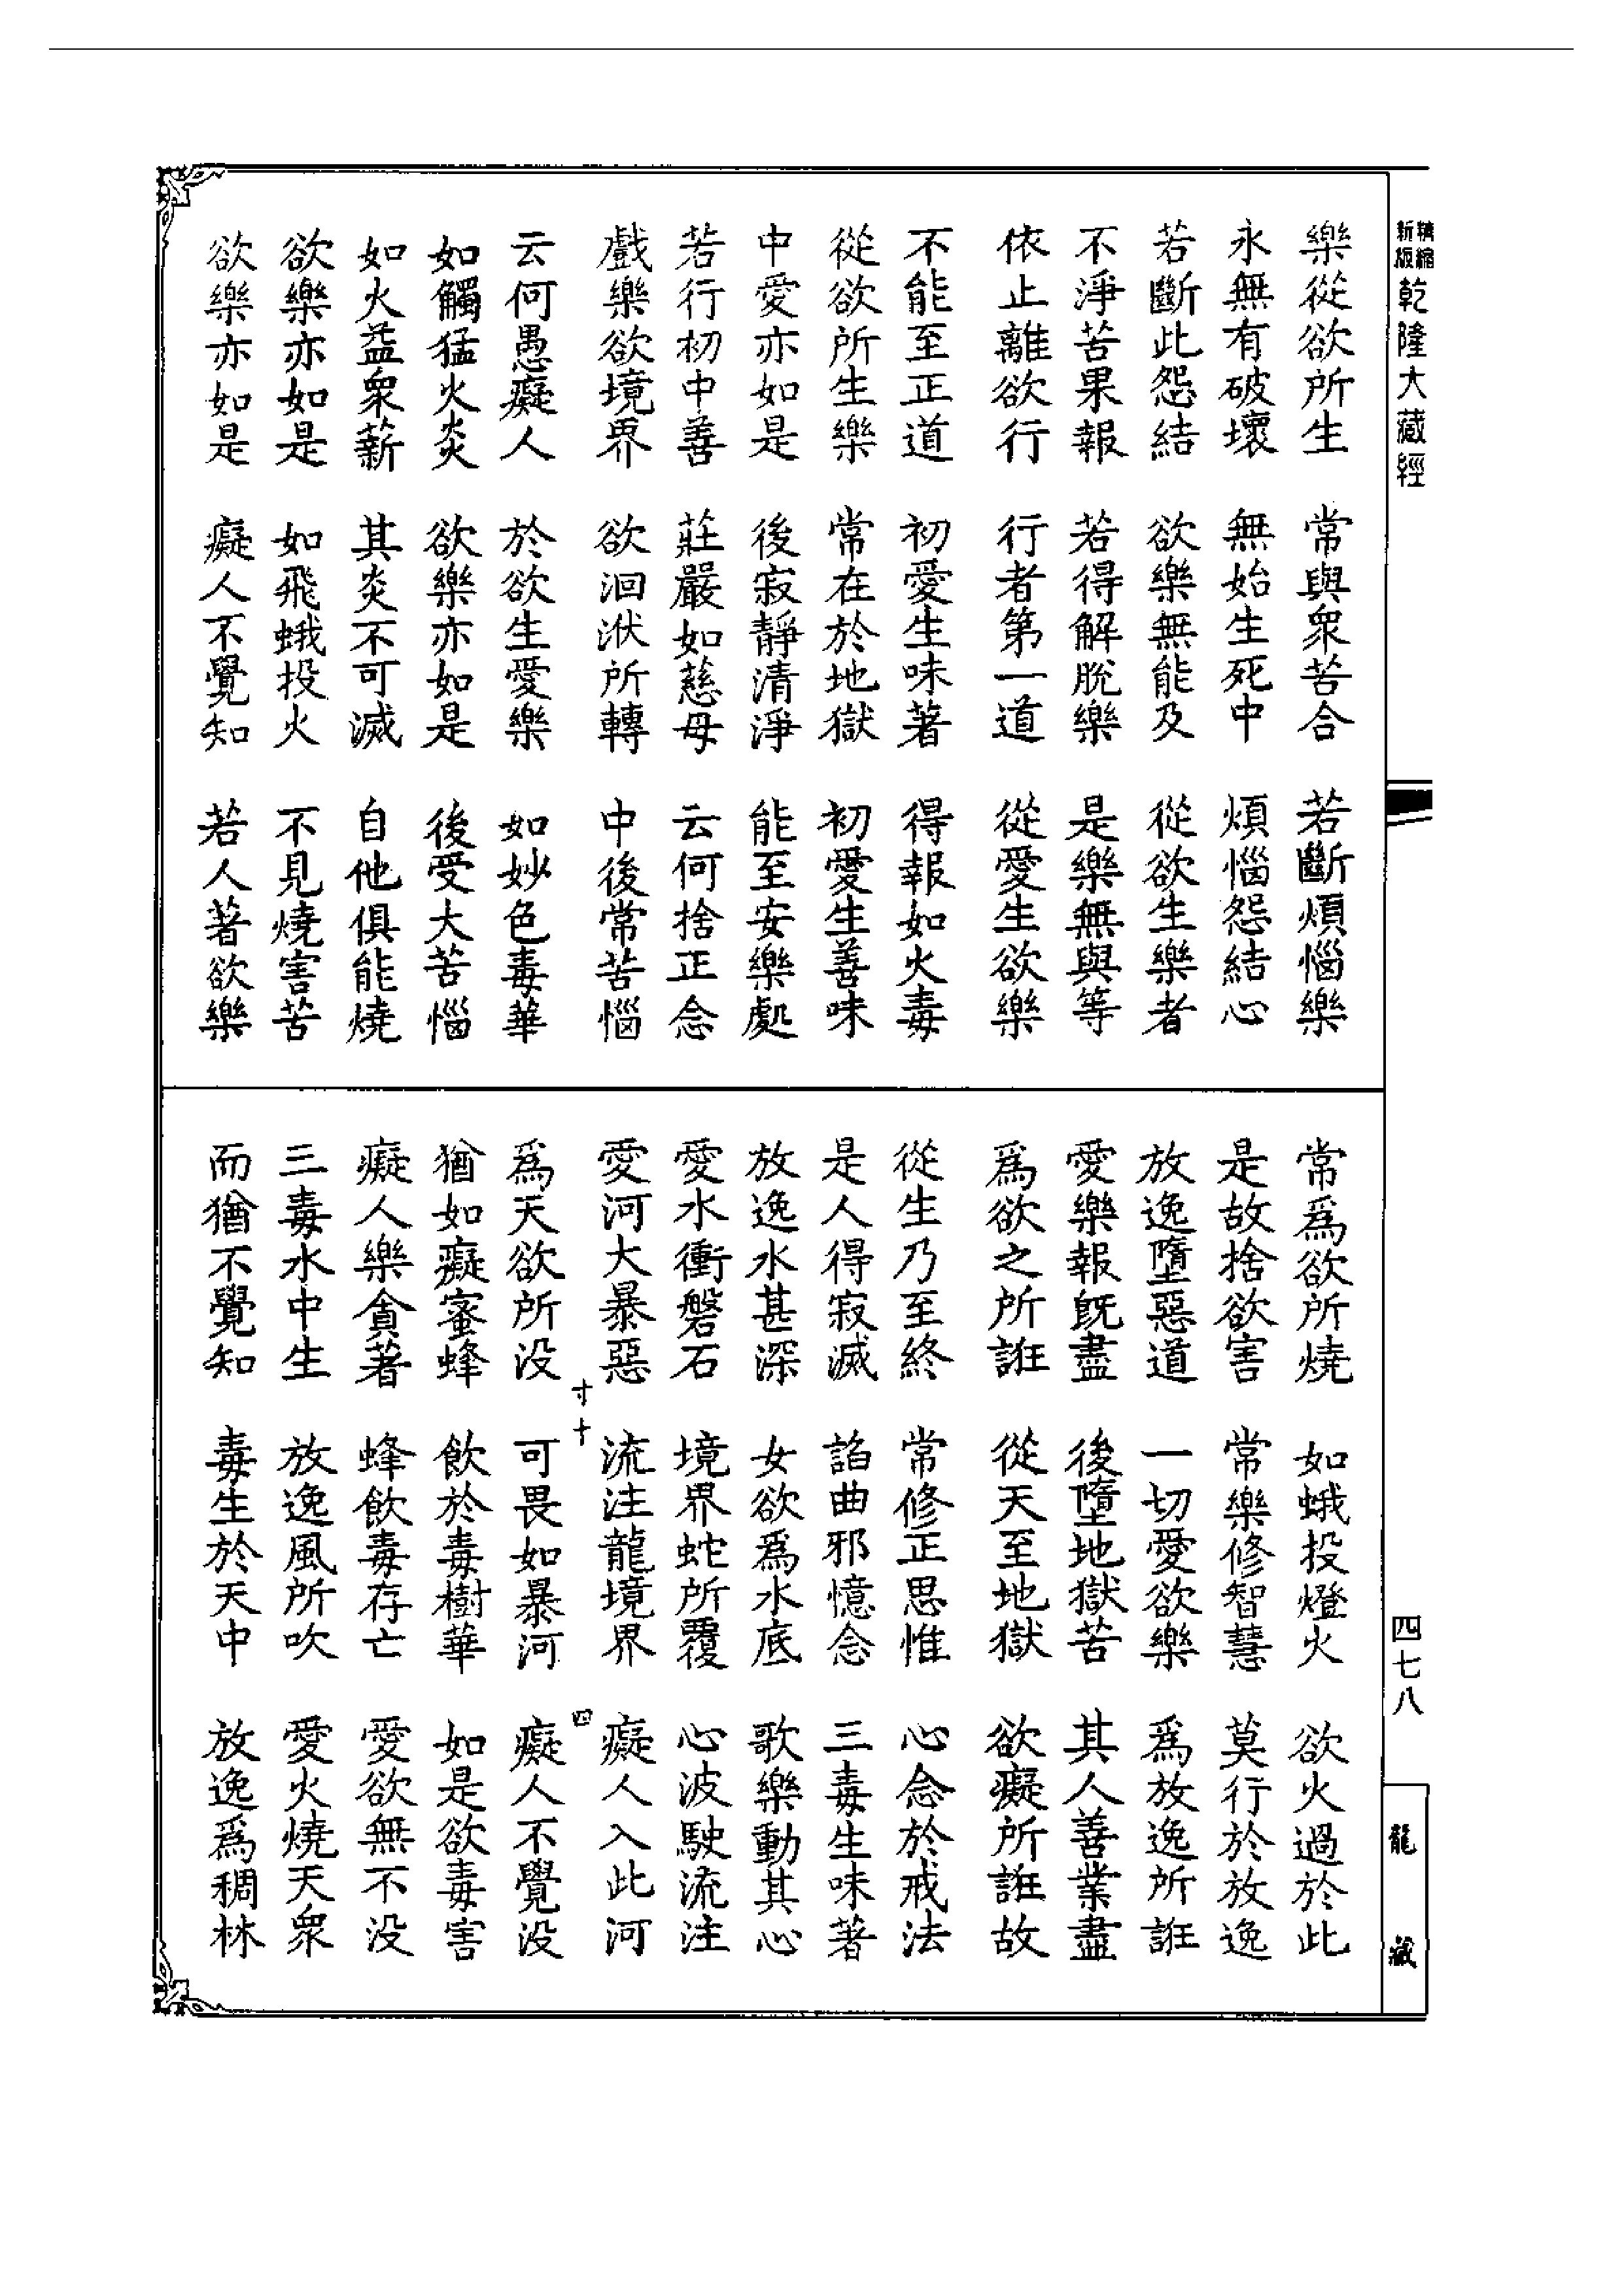 精縮新版乾隆大藏經
樂從欲所生　常與衆苦合　若斷煩惱樂
永無有破壞　無始生死中　煩惱怨結心
若斷此怨結　欲樂無能及　從欲生樂者
不淨苦果報　若得解脫樂　是樂無與等
依止離欲行　行者第一道　從愛生欲樂
不能至正道　初愛生味著　得報如火毒
從欲所生樂　常在於地獄　初愛生善味
中愛亦如是　後寂靜清淨　能至安樂處
若行初中善　莊嚴如慈母　云何捨正念
戲樂欲境界　欲洄洑所轉　中後常苦惱
云何愚癡人　於欲生愛樂　如妙色毒華
如觸猛火炎　欲樂亦如是　後受大苦惱
如火益衆薪　其炎不可滅　自他俱能燒
欲樂亦如是　如飛蛾投火　不見燒害苦
欲樂亦如是　癡人不覺知　若人著欲樂
常爲欲所燒　如蛾投燈火　欲火過於此
是故捨欲害　常樂修智慧　莫行於放逸
放逸墮惡道　一切愛欲樂　爲放逸所誑
愛樂報既盡　後墮地獄苦　其人善業盡
爲欲之所誑　從天至地獄　欲癡所誑故
從生乃至終　常修正思惟　心念於戒法
是人得寂滅　諂曲邪憶念　三毒生味著
放逸水甚深　女欲爲水底　歌樂動其心
愛水衝磐石　境界蛇所覆　心波駛流注
愛河大暴惡　流注龍境界　癡人入此河
寸十　四
爲天欲所没　可畏如暴河　癡人不覺没
猶如癡蜜蜂　飲於毒樹華　如是欲毒害
癡人樂貪著　蜂飲毒存亡　愛欲無不没
三毒水中生　放逸風所吹　愛火燒天衆
而猶不覺知　毒生於天中　放逸爲稠林
四七八
龍藏